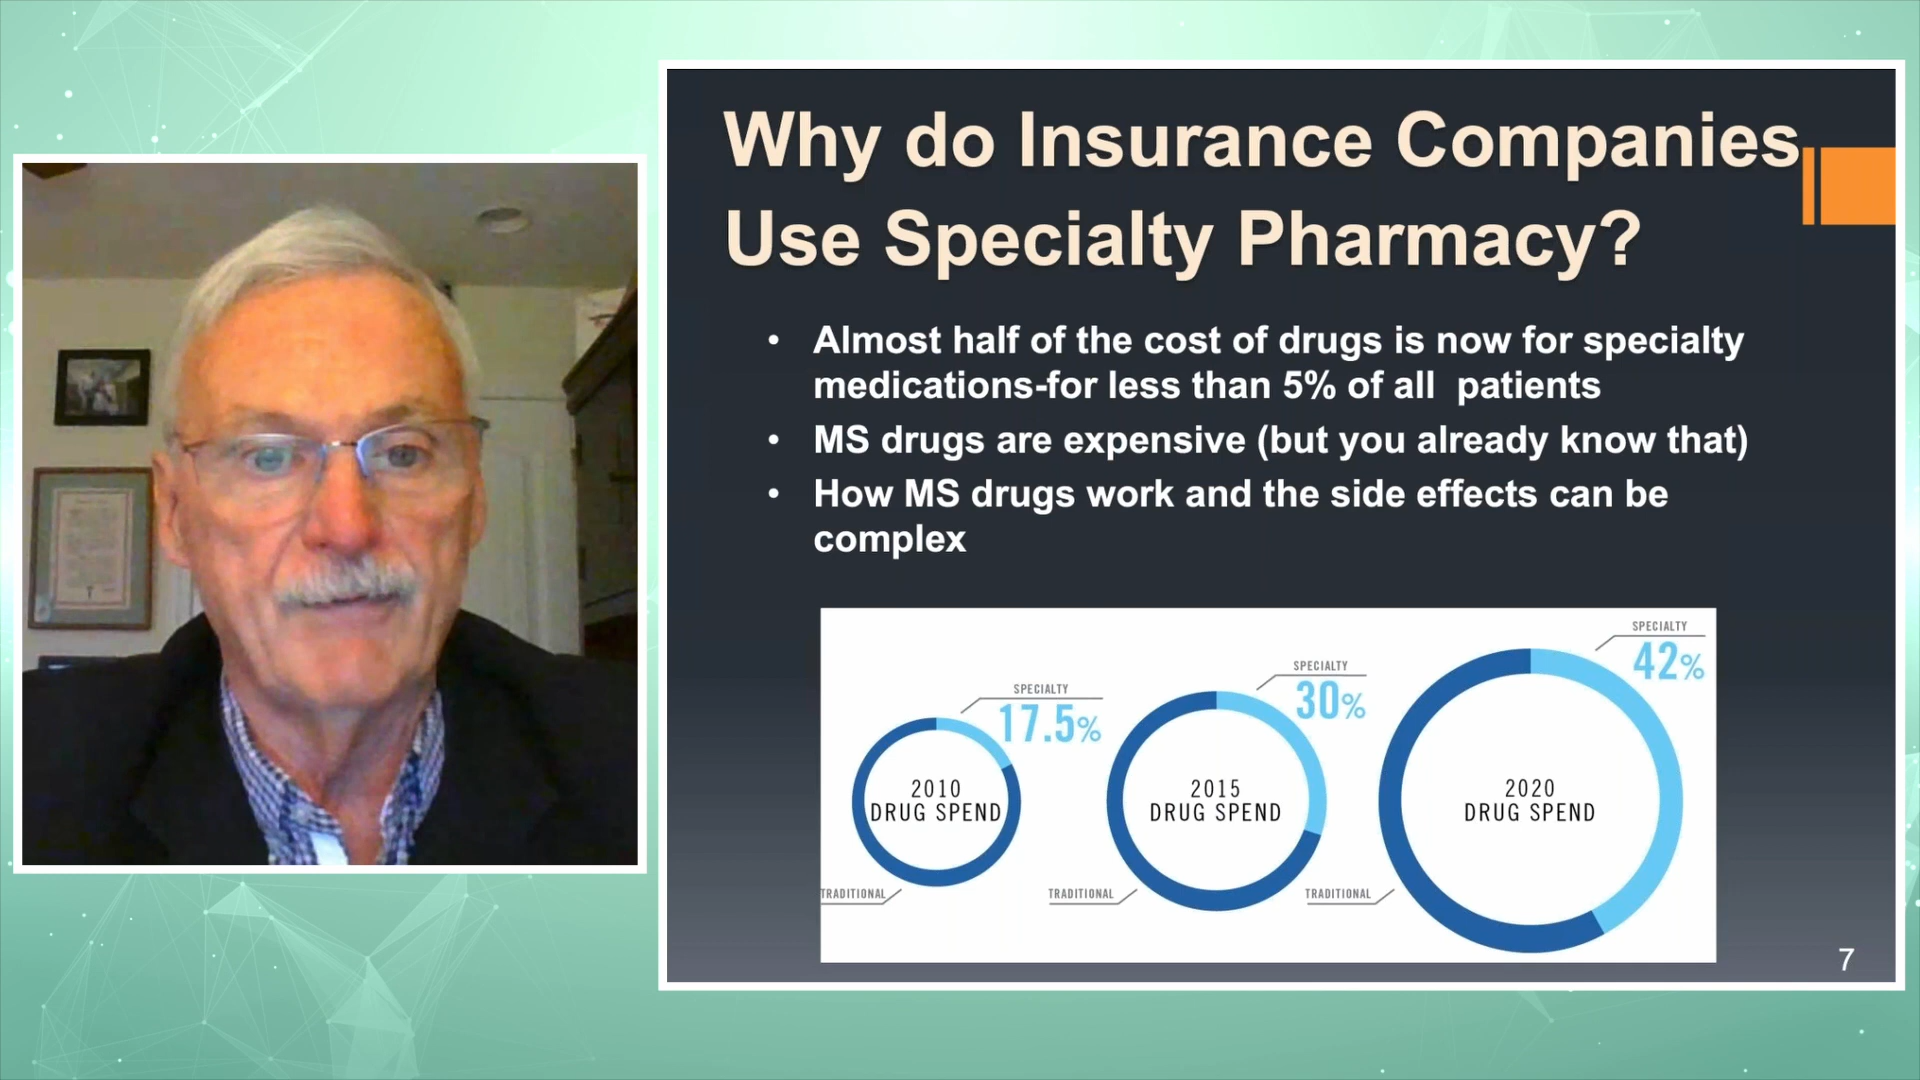 Why do Insurance Companies
Use Specialty Pharmacy?
• Almost half of the cost of drugs is now for specialty
medications-for less than 5% of all patients
• MS drugs are expensive (but you already know that)
• How MS drugs work and the side effects can be
complex
SPECIALTY
17.5%
2010
DRUG SPEND
TRADITIONAL
SPECIALTY
30%
2015
DRUG SPEND
TRADITIONAL
SPECIALTY
42%
2020
DRUG SPEND
TRADITIONAL
7